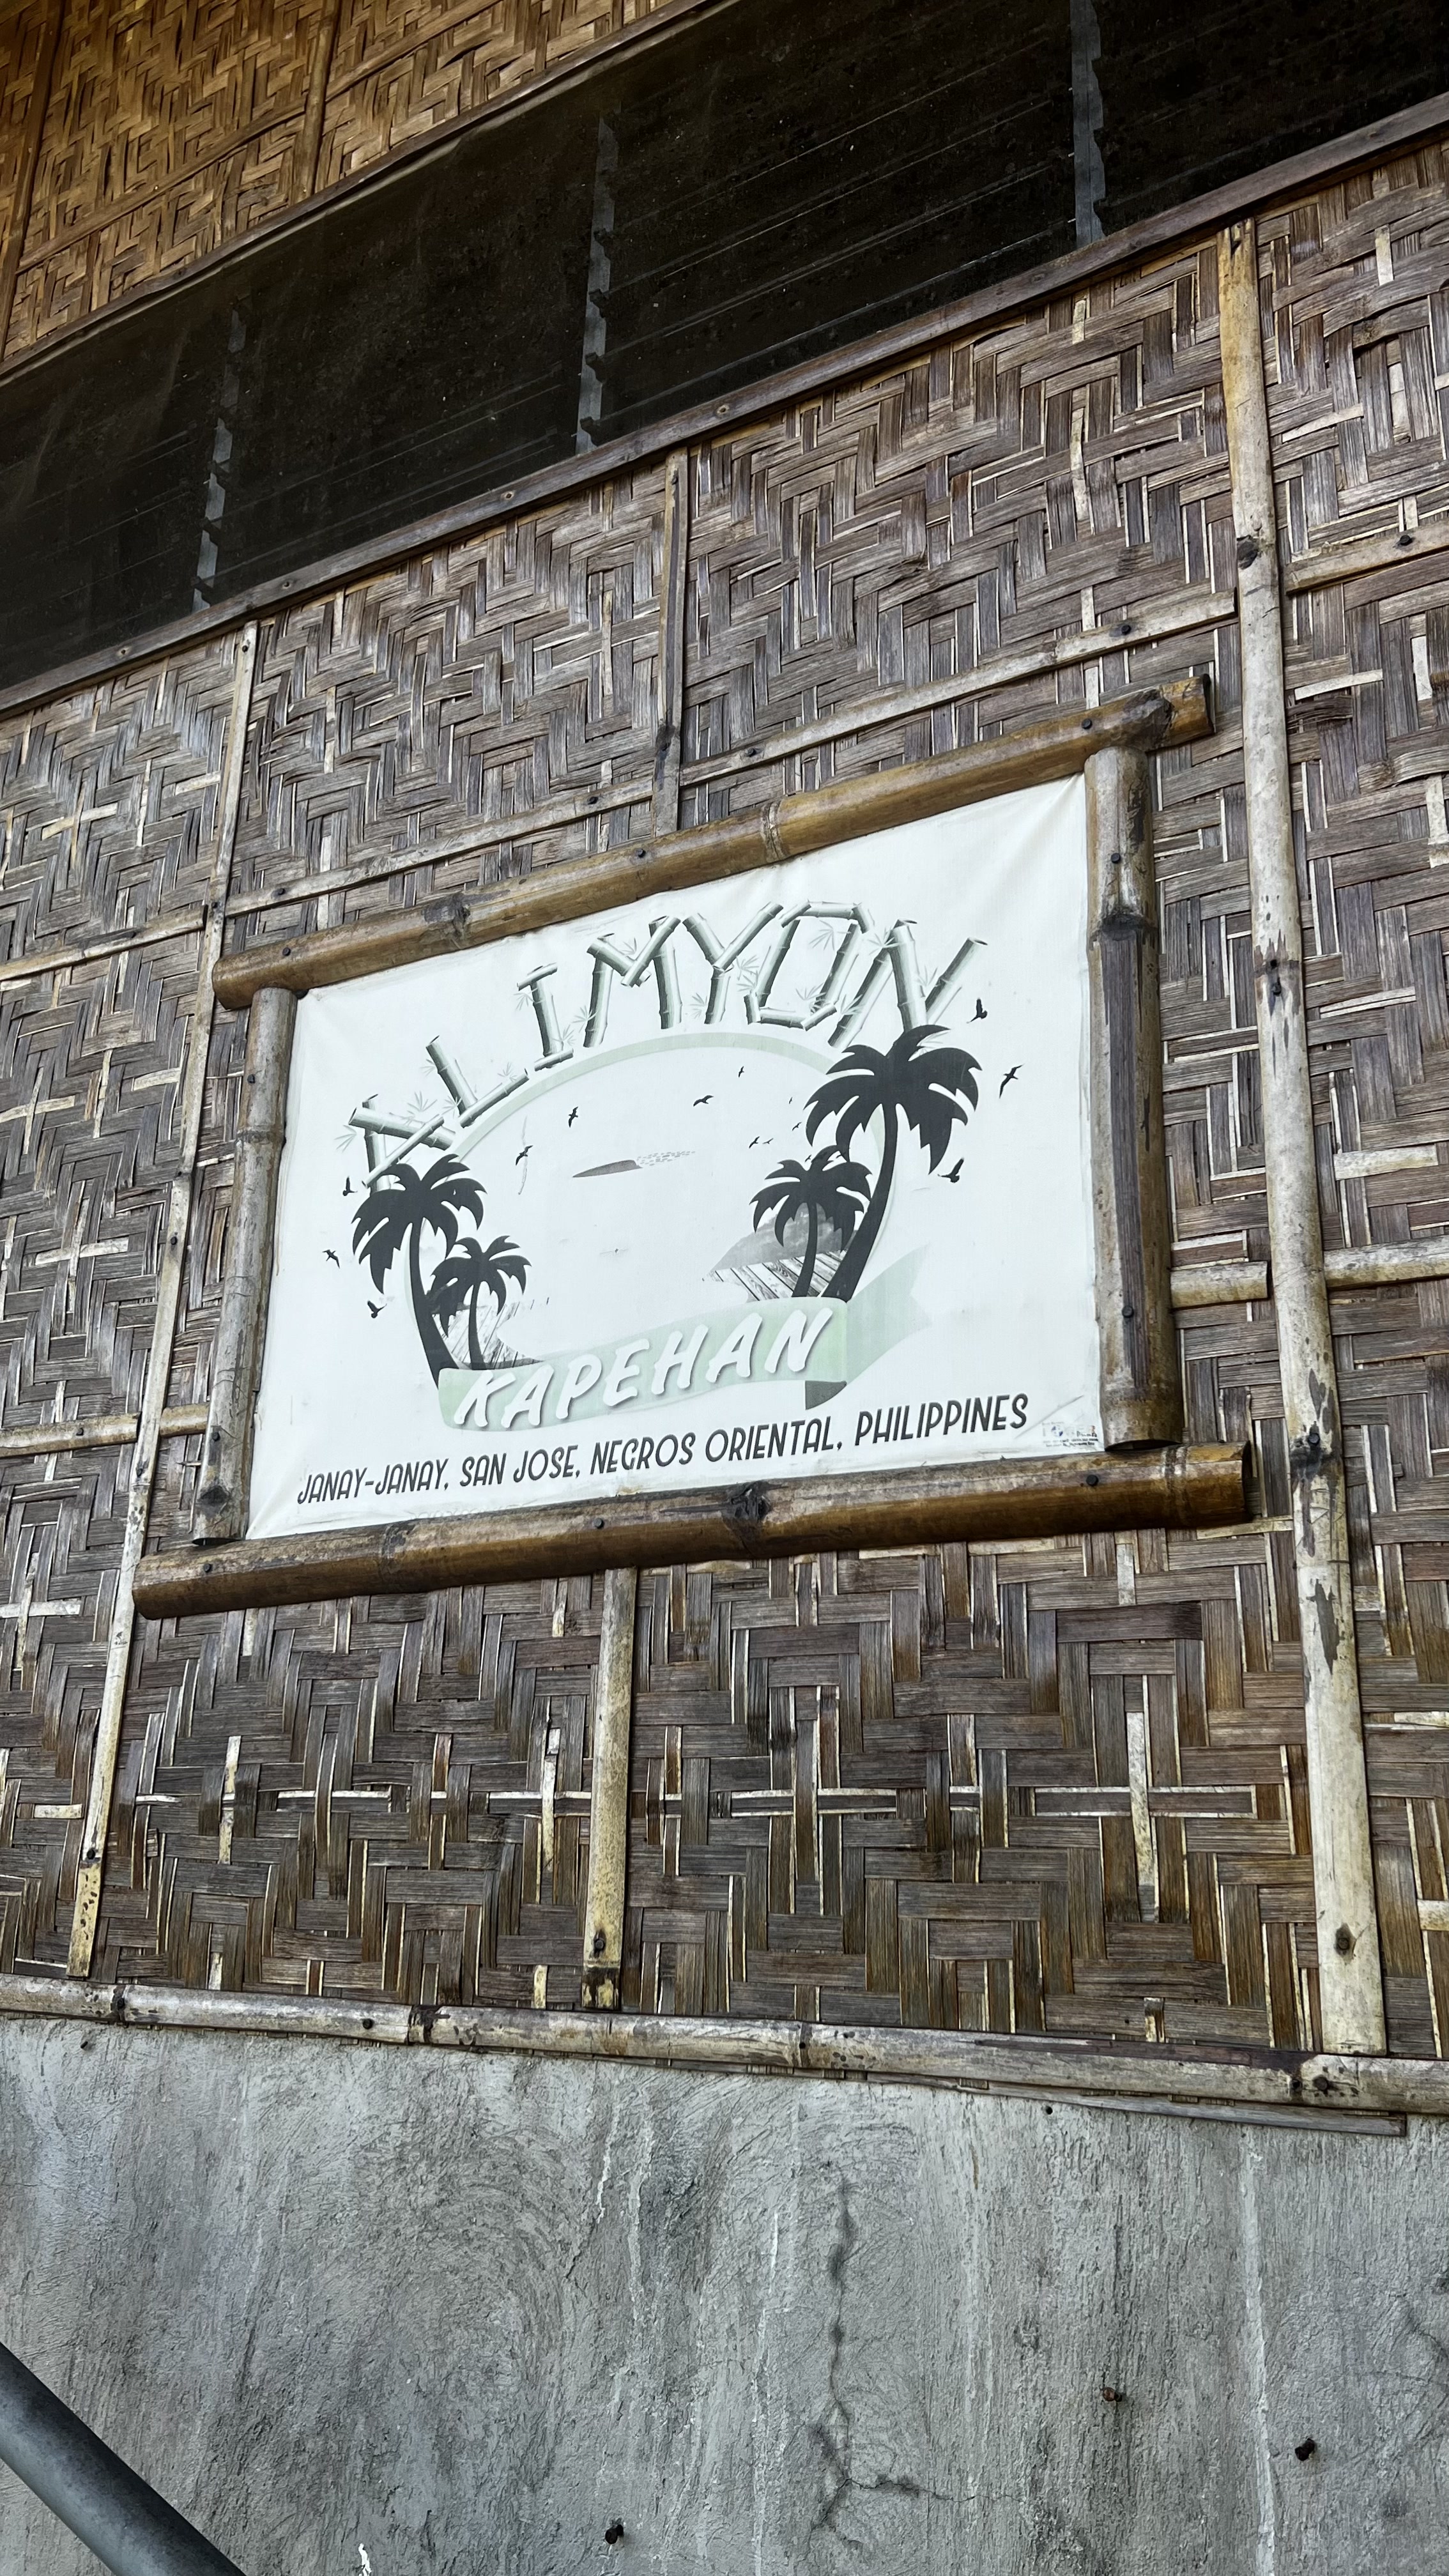 ALIMYON
KAPEHAN
JANAY-JANAY, SAN JOSE, NEGROS ORIENTAL, PHILIPPINES